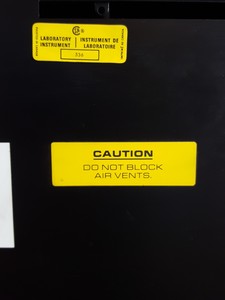 LABORATORY INSTRUMENT DE
INSTRUMENT LABORATOIRE
CAUTION
DO NOT BLOCK
AIR VENTS.